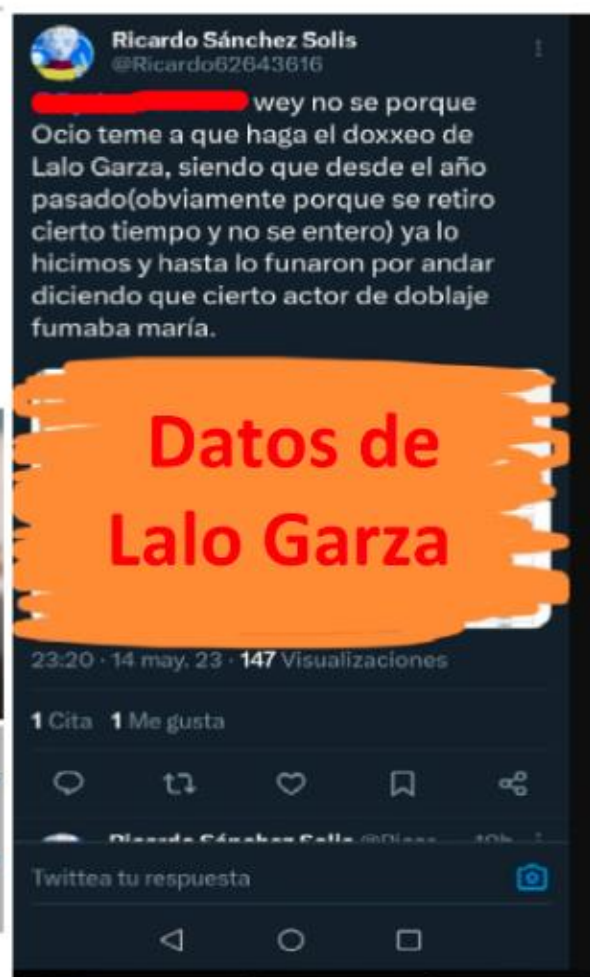 Ricardo Sánchez Solis
@Ricardo62643616
wey no se porque
Ocio teme a que haga el doxxeo de
Lalo Garza, siendo que desde el año
pasado(obviamente porque se retiro
cierto tiempo y no se entero) ya lo
hicimos y hasta lo funaron por andar
diciendo que cierto actor de doblaje
fumaba maría.
Datos de
Lalo Garza
23:20 · 14 may. 23 · 147 Visualizaciones
1 Cita 1 Me gusta
Twittea tu respuesta